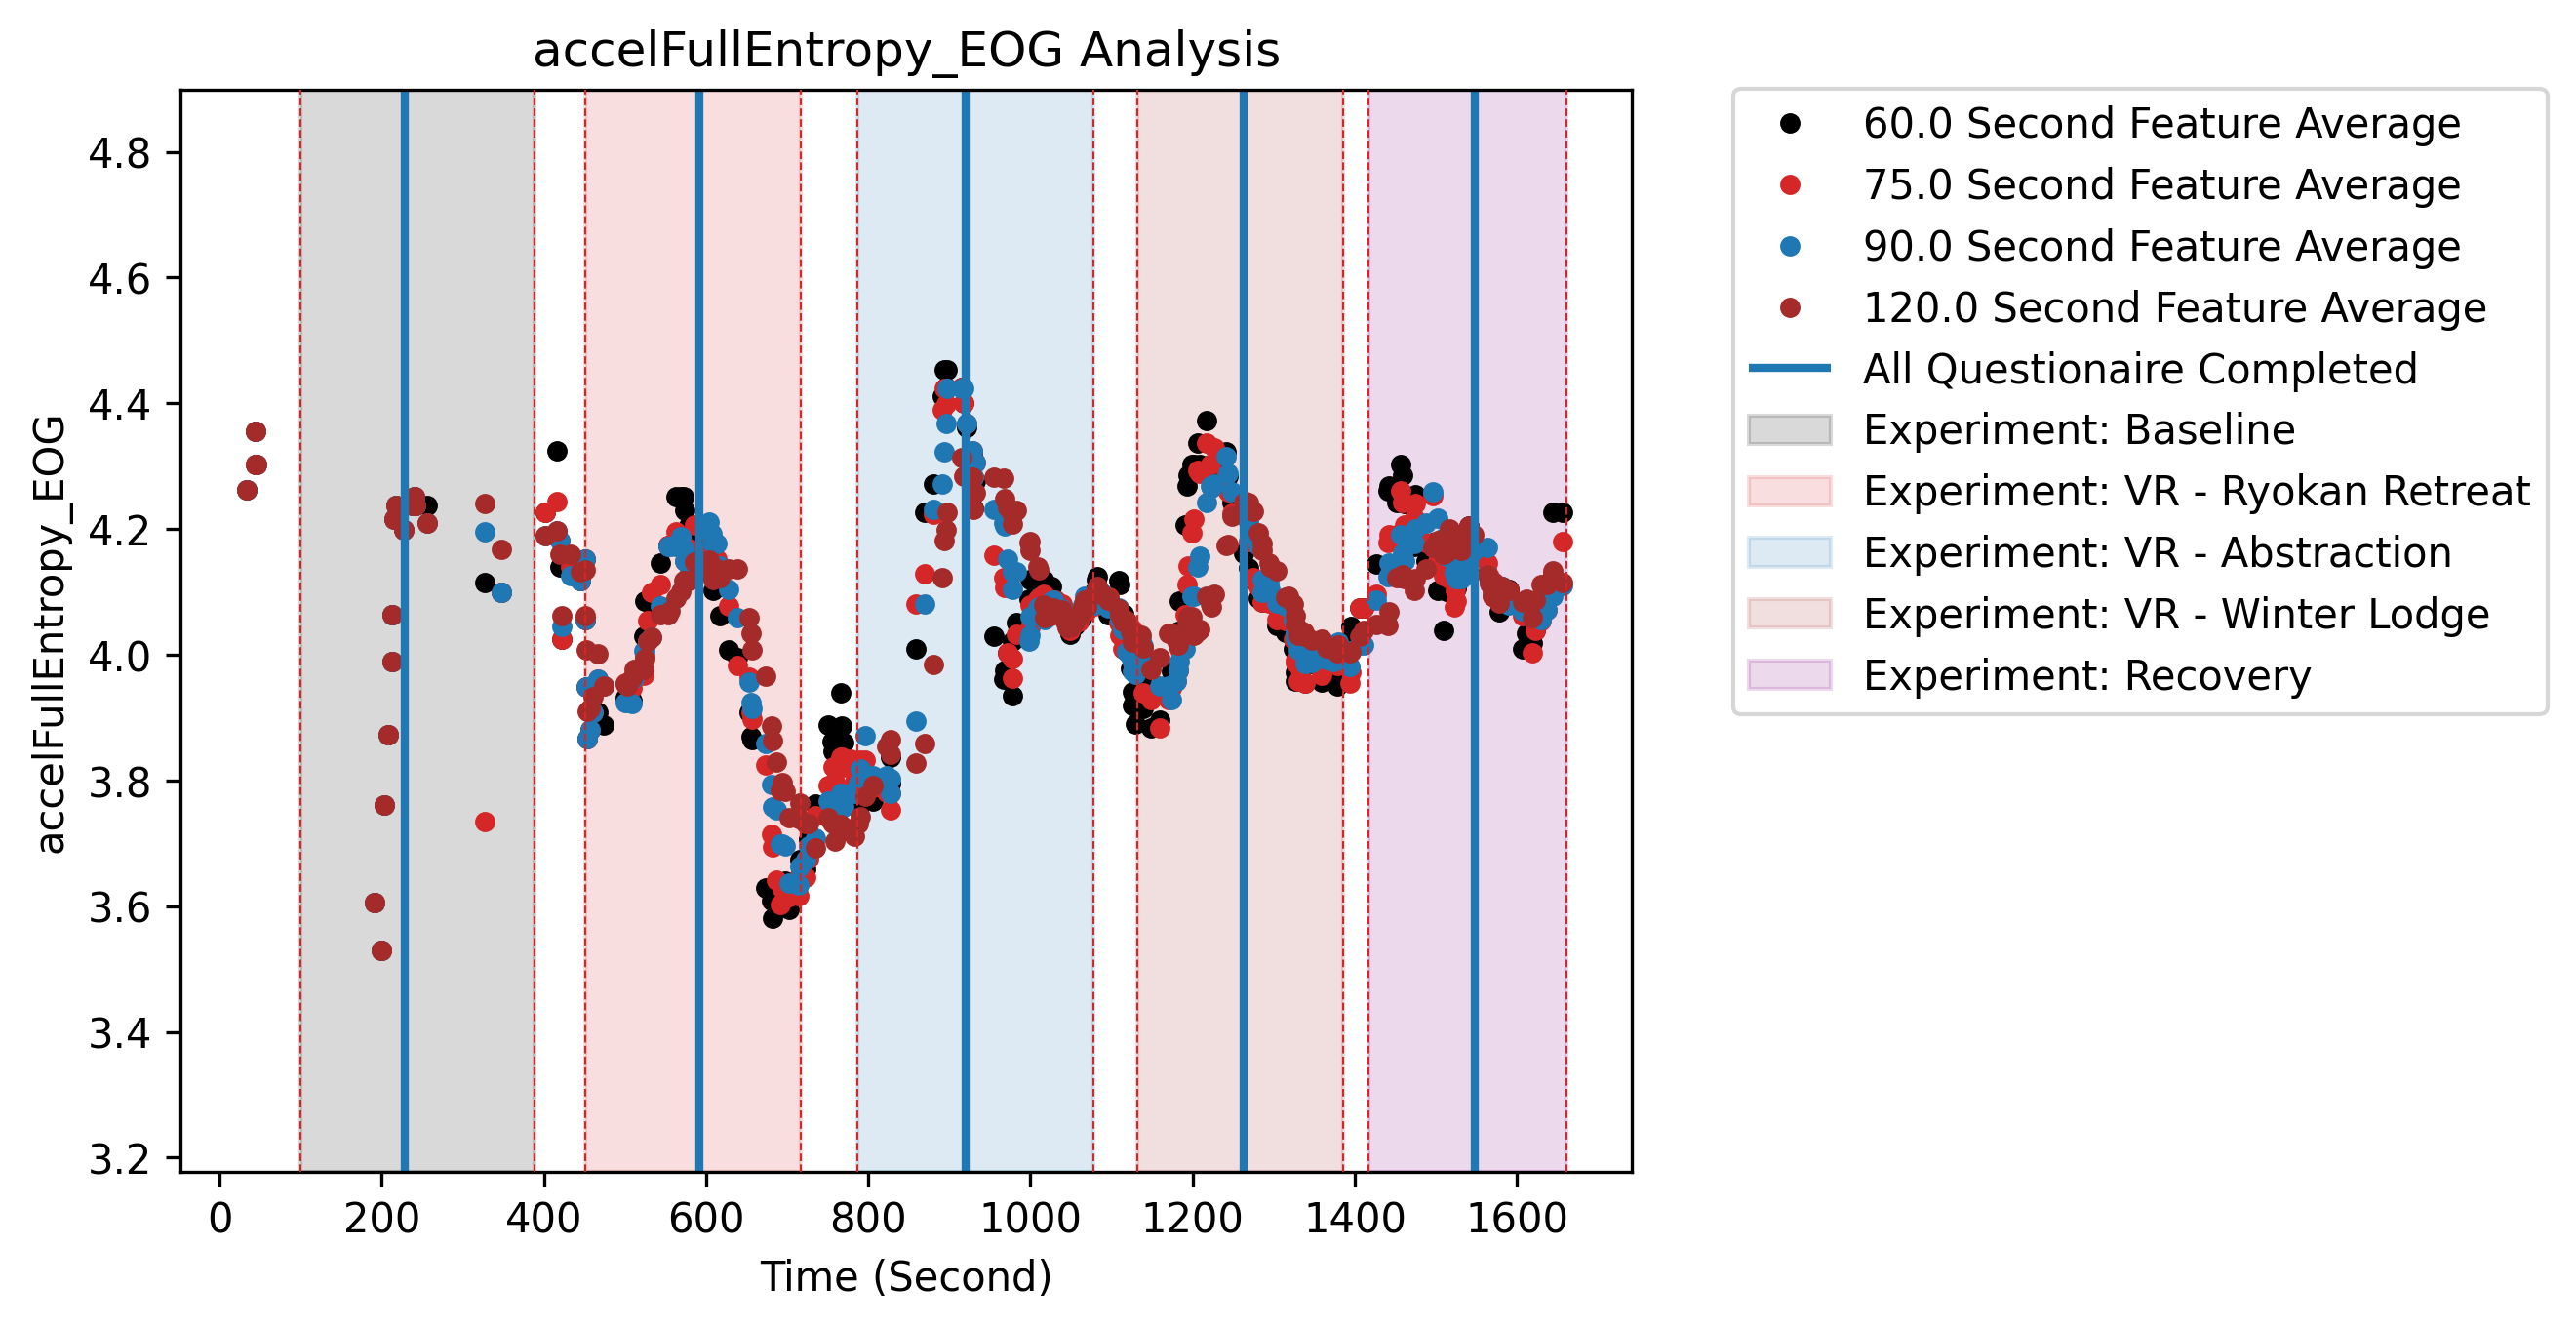 accelFullEntropy_EOG Analysis
accelFullEntropy_EOG
4.8
4.6
4.4
4.2
4.0
3.8
3.6
3.4
3.2
0 200 400 600 800 1000 1200 1400 1600
Time (Second)
60.0 Second Feature Average
75.0 Second Feature Average
90.0 Second Feature Average
120.0 Second Feature Average
All Questionaire Completed
Experiment: Baseline
Experiment: VR - Ryokan Retreat
Experiment: VR - Abstraction
Experiment: VR - Winter Lodge
Experiment: Recovery